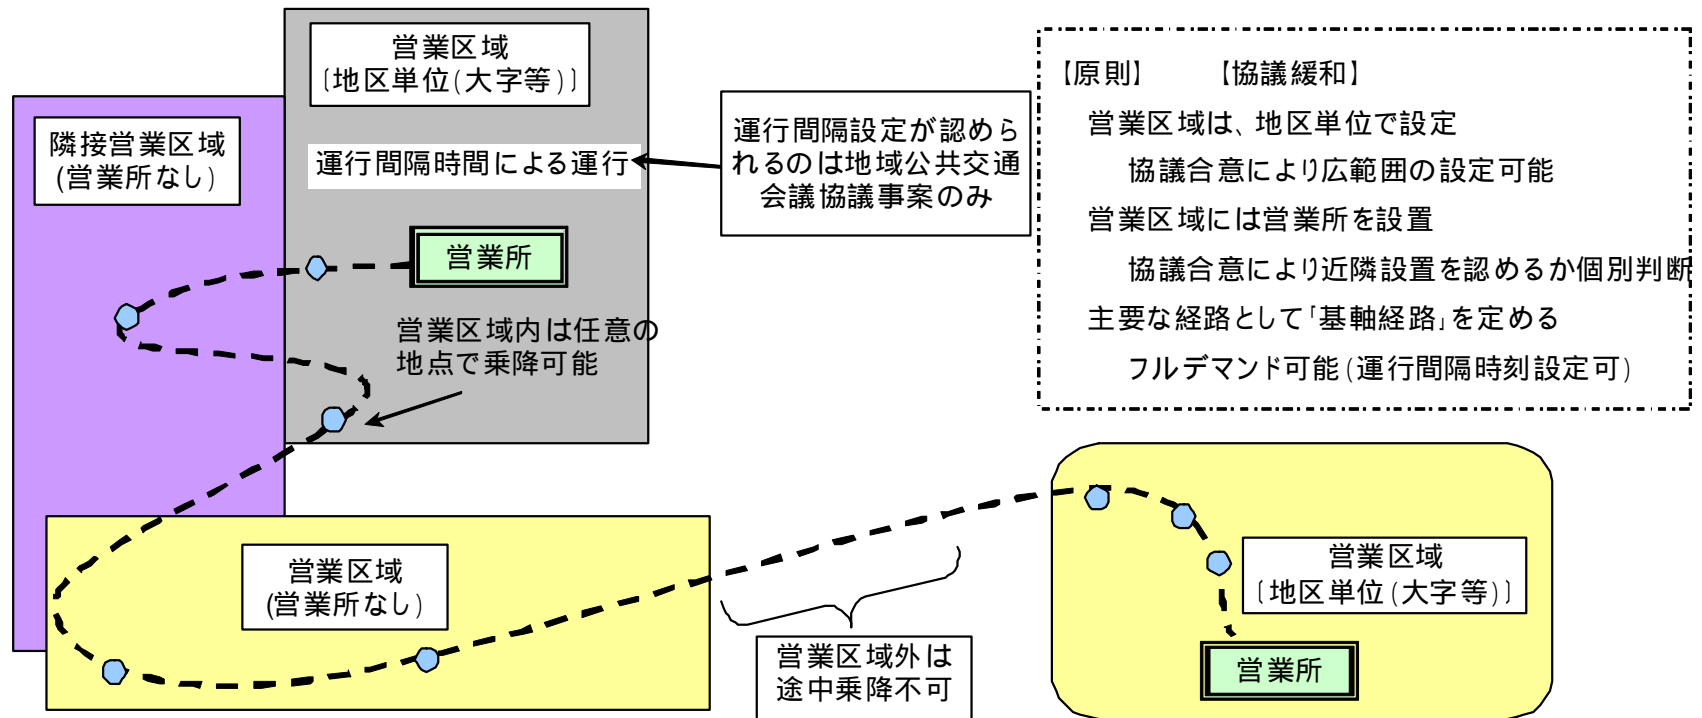 営業区域
〔地区単位(大字等)〕
隣接営業区域
(営業所なし)
運行間隔時間による運行
運行間隔設定が認めら
れるのは地域公共交通
会議協議事案のみ
営業所
営業区域内は任意の
地点で乗降可能
【原則】　【協議緩和】
営業区域は、地区単位で設定
協議合意により広範囲の設定可能
営業区域には営業所を設置
協議合意により近隣設置を認めるか個別判断
主要な経路として「基軸経路」を定める
フルデマンド可能(運行間隔時刻設定可)
営業区域
(営業所なし)
営業区域外は
途中乗降不可
営業区域
〔地区単位(大字等)〕
営業所